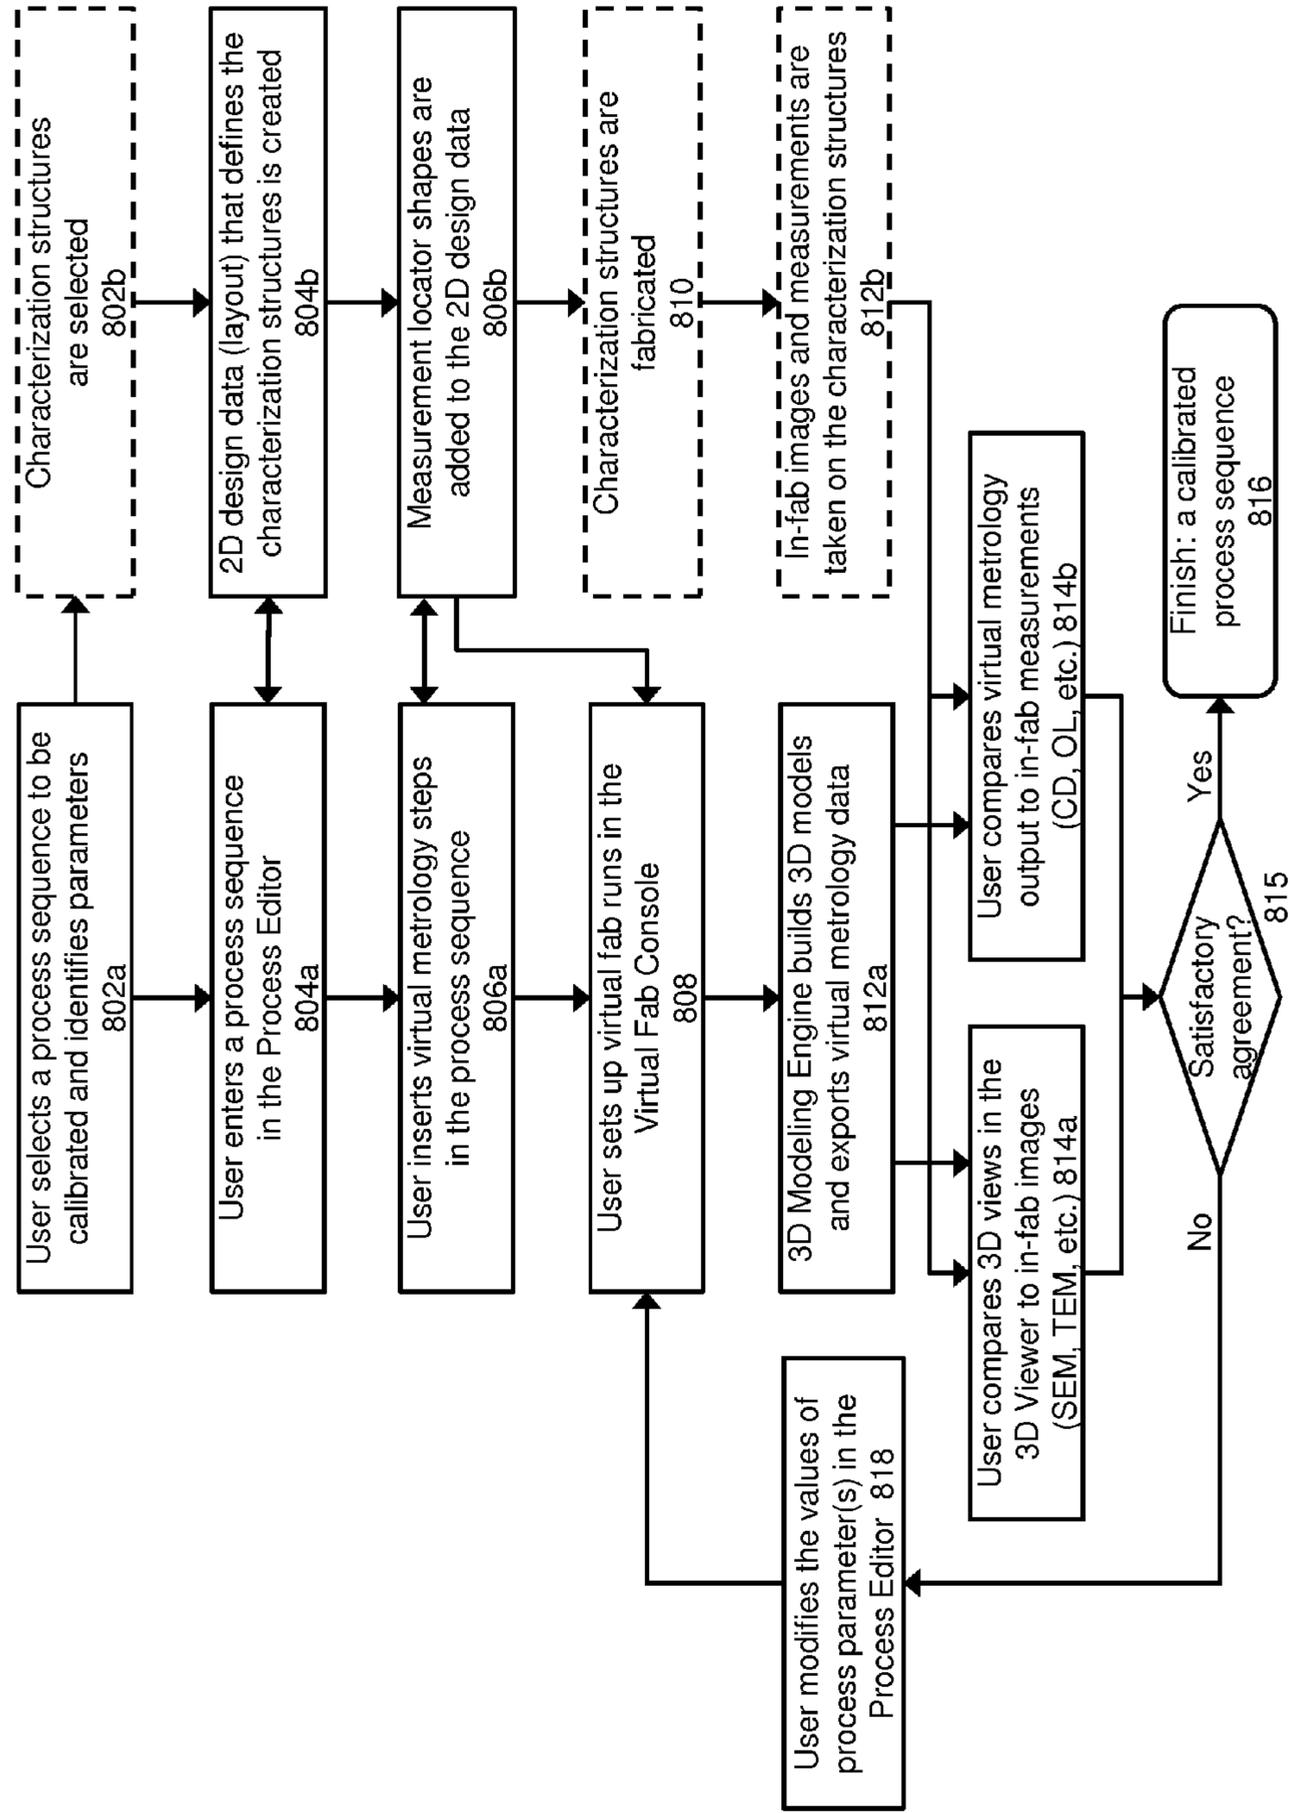 User selects a process sequence to be
calibrated and identifies parameters
802a
Characterization structures
are selected
802b
User enters a process sequence
in the Process Editor
804a
2D design data (layout) that defines the
characterization structures is created
804b
User inserts virtual metrology steps
in the process sequence
806a
Measurement locator shapes are
added to the 2D design data
806b
User sets up virtual fab runs in the
Virtual Fab Console
808
Characterization structures are
fabricated
810
User modifies the values of
process parameter(s) in the
Process Editor 818
3D Modeling Engine builds 3D models
and exports virtual metrology data
812a
In-fab images and measurements are
taken on the characterization structures
812b
User compares 3D views in the
3D Viewer to in-fab images
(SEM, TEM, etc.) 814a
User compares virtual metrology
output to in-fab measurements
(CD, OL, etc.) 814b
No
Satisfactory
agreement?
815
Yes
Finish: a calibrated
process sequence
816